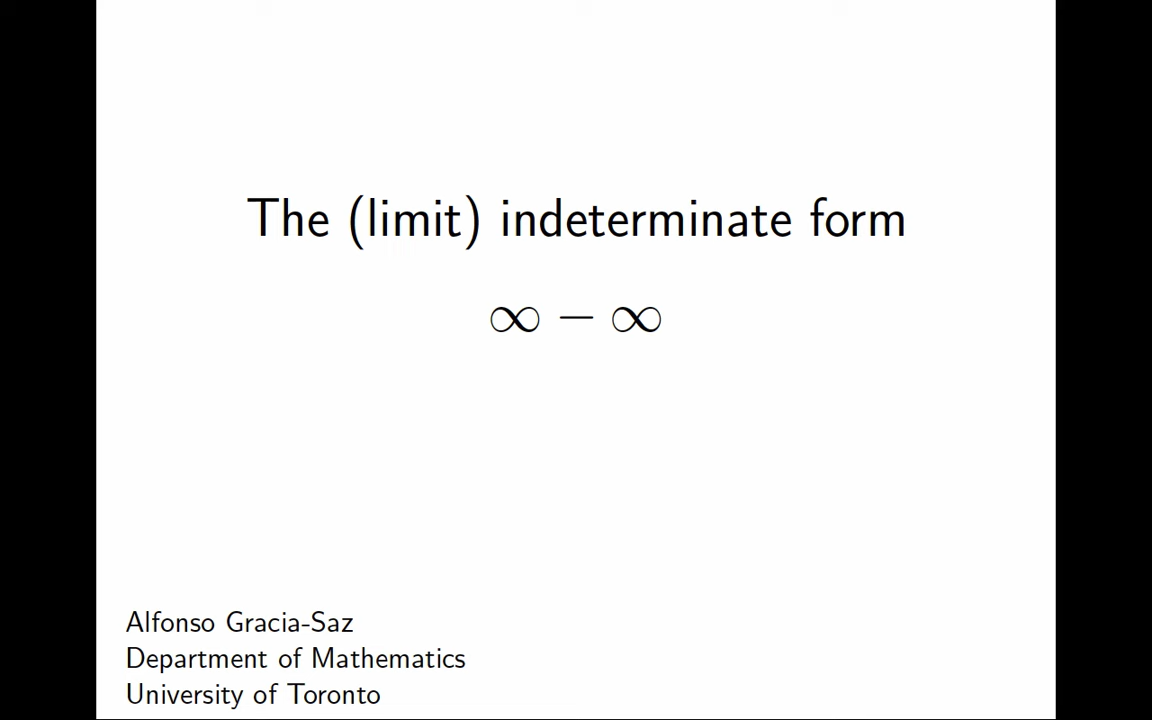 The (limit) indeterminate form
∞ − ∞
Alfonso Gracia-Saz
Department of Mathematics
University of Toronto